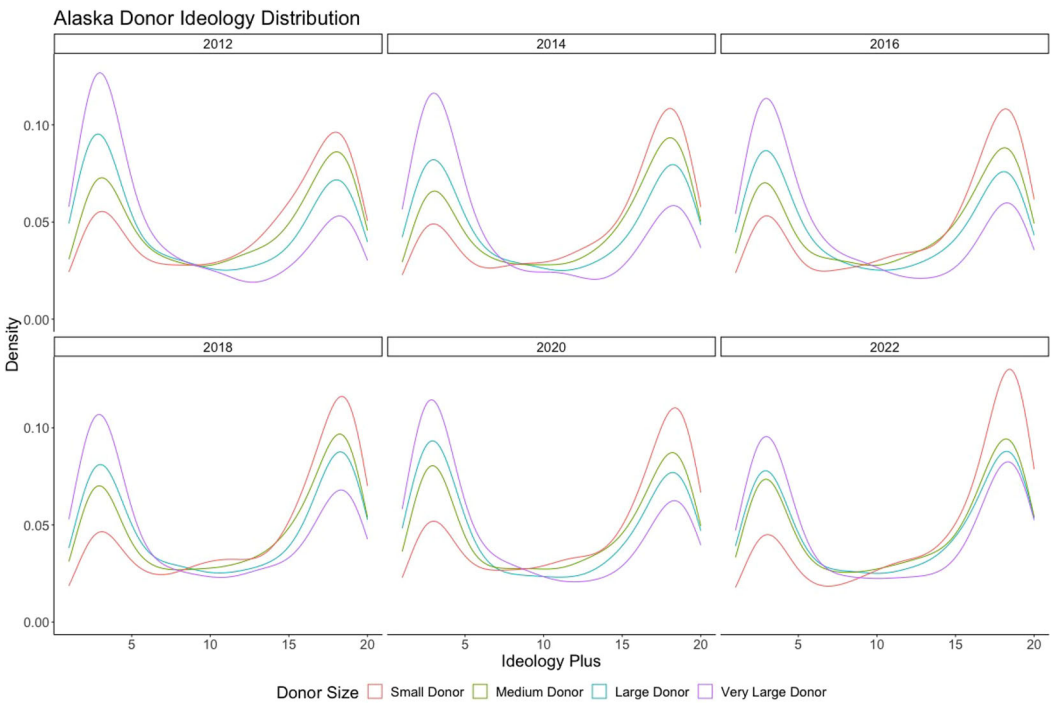 Alaska Donor Ideology Distribution
2012 2014 2016
0.10
0.05
0.00
2018 2020 2022
0.10
0.05
0.00
5 10 15 20 5 10 15 20 5 10 15 20
Density
Ideology Plus
Donor Size Small Donor Medium Donor Large Donor Very Large Donor